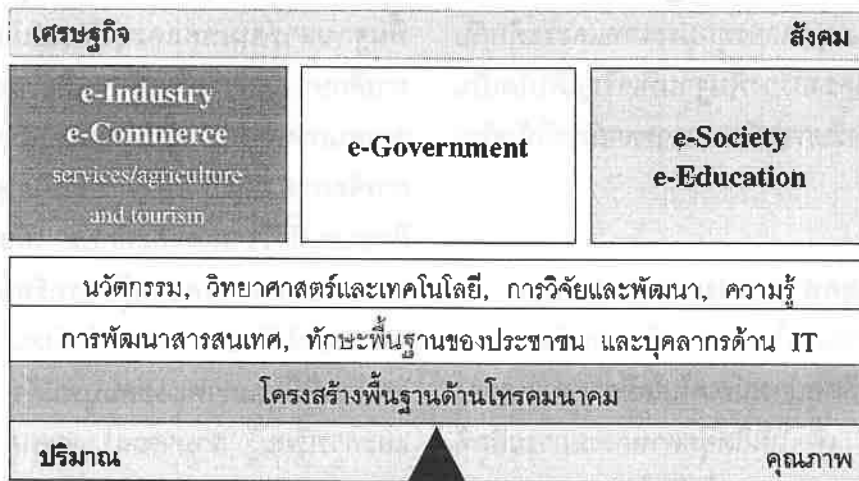 เศรษฐกิจ สังคม
e-Industry
e-Commerce
services/agriculture
and tourism
e-Government
e-Society
e-Education
นวัตกรรม, วิทยาศาสตร์และเทคโนโลยี, การวิจัยและพัฒนา, ความรู้
การพัฒนาสารสนเทศ, ทักษะพื้นฐานของประชาชน และบุคลากรด้าน IT
โครงสร้างพื้นฐานด้านโทรคมนาคม
ปริมาณ คุณภาพ